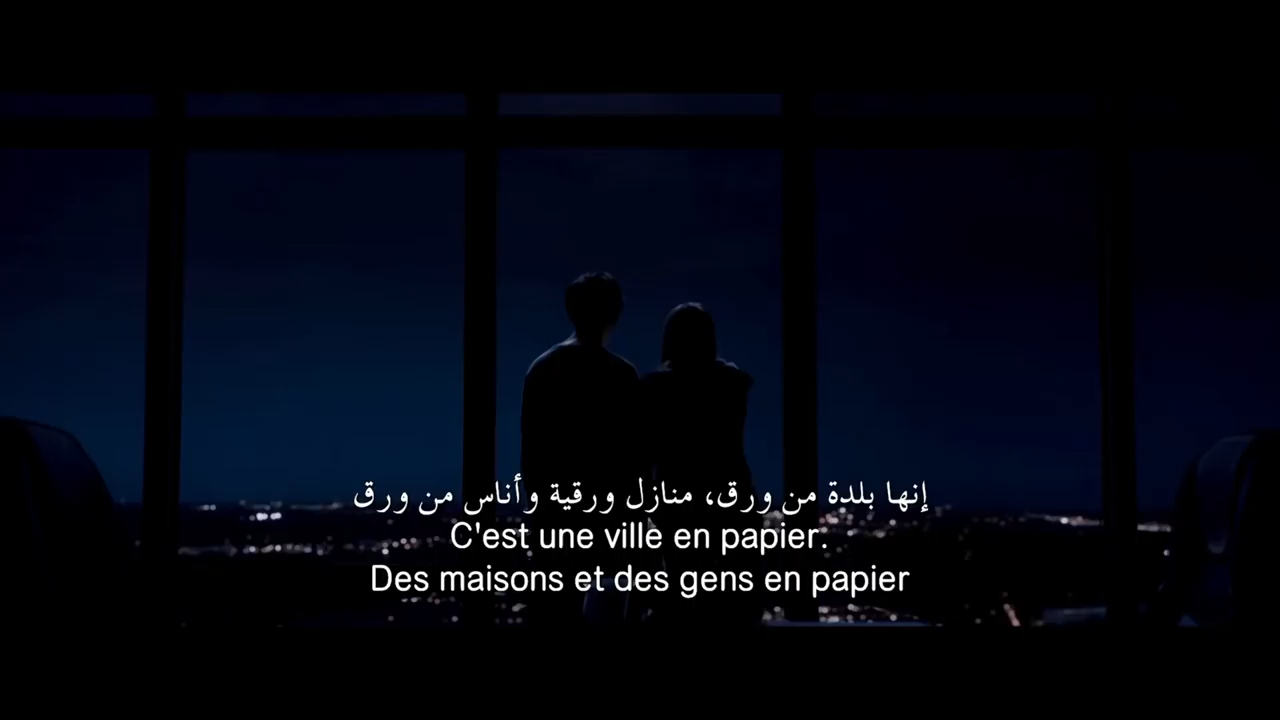 إنها بلدة من ورق، منازل ورقية وأناس من ورق
C'est une ville en papier.
Des maisons et des gens en papier